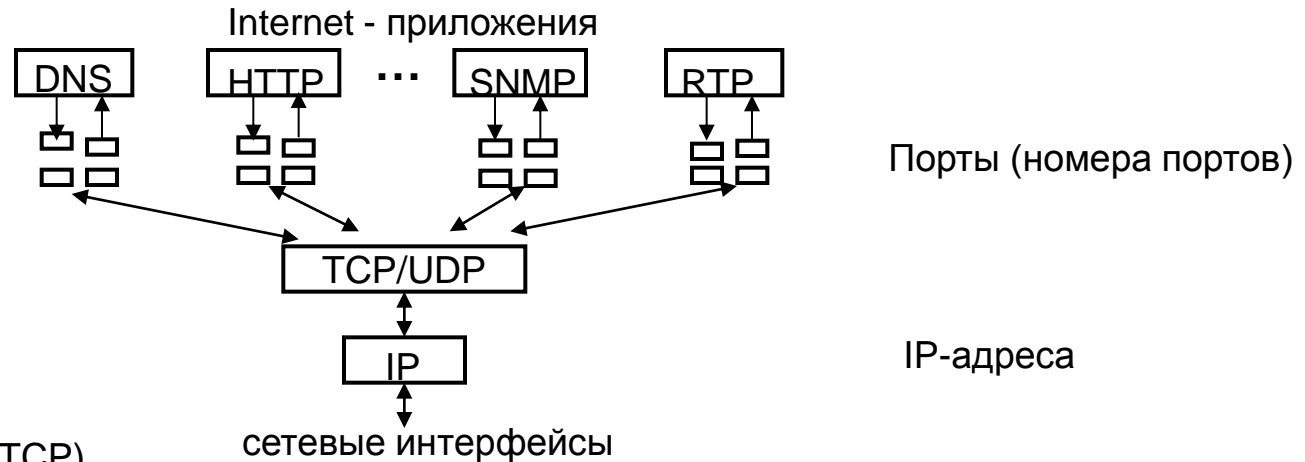 Internet - приложения
DNS HTTP ... SNMP RTP
Порты (номера портов)
TCP/UDP
IP
IP-адреса
сетевые интерфейсы
TCP)